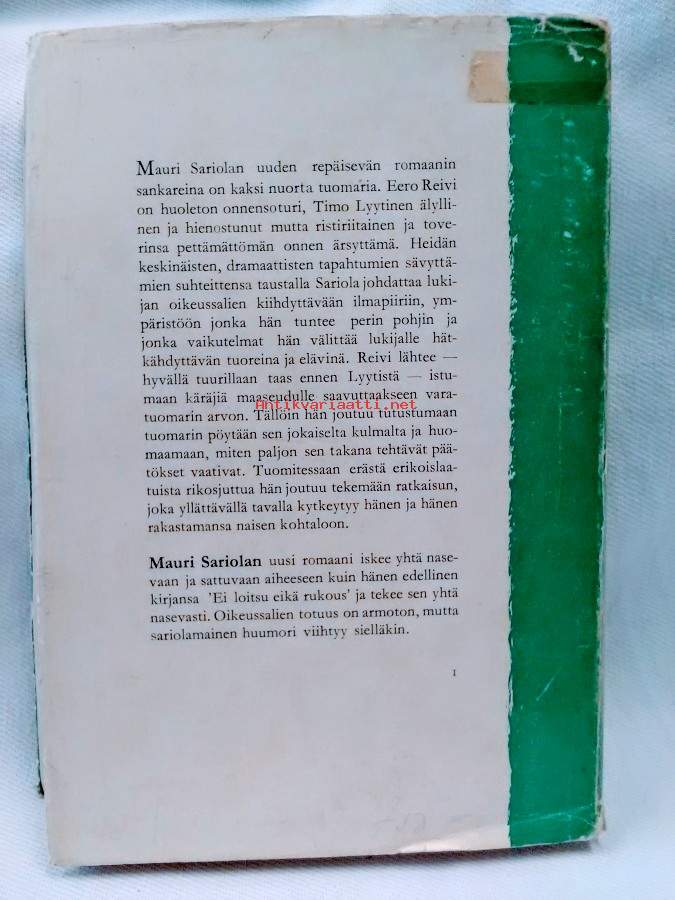 Mauri Sariolan uuden repäisevän romaanin
sankareina on kaksi nuorta tuomaria. Eero Reivi
on huoleton onnensoturi, Timo Lyytinen älylli-
nen ja hienostunut mutta ristiriitainen ja tove-
rinsa pettämättömän onnen ärsyttämä. Heidän
keskinäisten, dramaattisten tapahtumien sävyttä-
mien suhteittensa taustalla Sariola johdattaa luki-
jan oikeussalien kiihdyttävään ilmapiiriin, ym-
päristöön jonka hän tuntee perin pohjin ja
jonka vaikutelmat hän välittää lukijalle hät-
kähdyttävän tuoreina ja elävinä. Reivi lähtee —
hyvällä tuurillaan taas ennen Lyytistä — istu-
maan käräjiä maaseudulle saavuttaakseen vara-
Antikvariaatti.net
tuomarin arvon. Tällöin hän joutuu tutustumaan
tuomarin pöytään sen jokaiselta kulmalta ja huo-
maamaan, miten paljon sen takana tehtävät pää-
tökset vaativat. Tuomitessaan erästä erikoislaa-
tuista rikosjuttua hän joutuu tekemään ratkaisun,
joka yllättävällä tavalla kytkeytyy hänen ja hänen
rakastamansa naisen kohtaloon.
Mauri Sariolan uusi romaani iskee yhtä nase-
vaan ja sattuvaan aiheeseen kuin hänen edellinen
kirjansa 'Ei loitsu eikä rukous' ja tekee sen yhtä
nasevasti. Oikeussalien totuus on armoton, mutta
sariolamainen huumori viihtyy sielläkin.
1